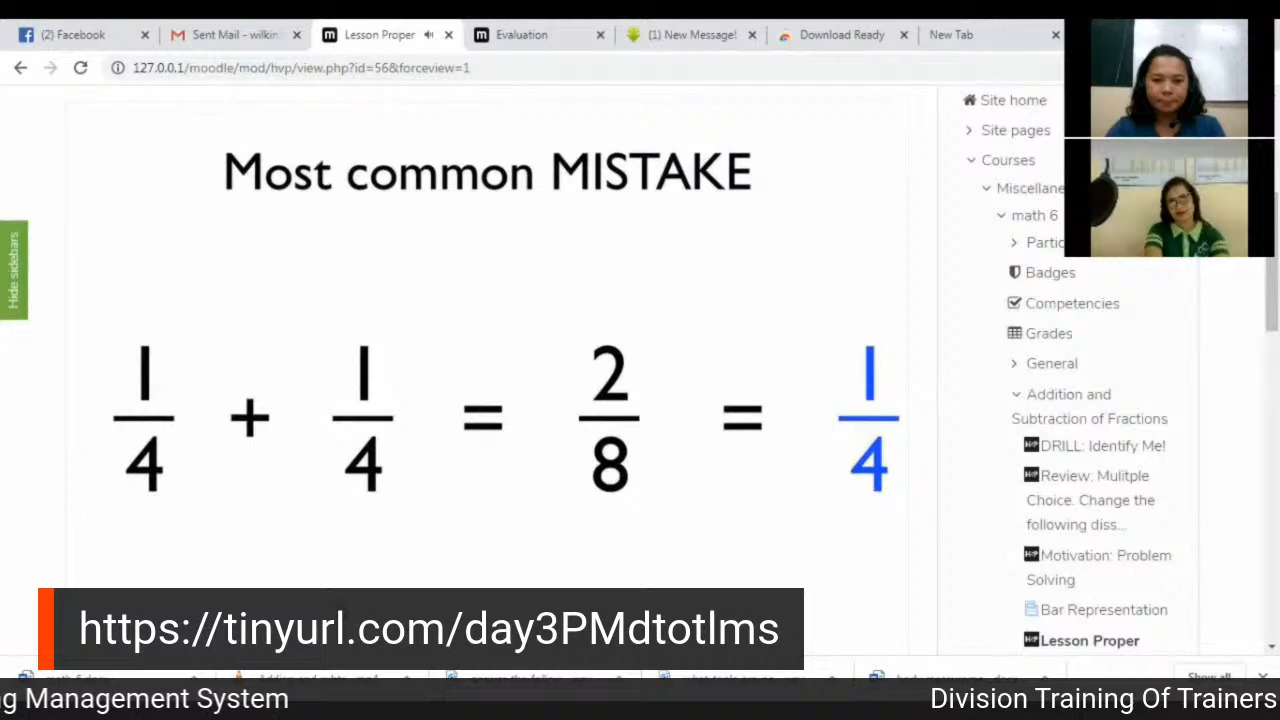 (2) Facebook
Sent Mail - wilkin
Lesson Proper
Evaluation
(1) New Message!
Download Ready
New Tab
127.0.0.1/moodle/mod/hvp/view.php?id=56&forceview=1
Hide sidebars
Most common MISTAKE
1/4 + 1/4 = 2/8 = 1/4
Site home
Site pages
Courses
Miscellane
math 6
Partic
Badges
Competencies
Grades
General
Addition and
Subtraction of Fractions
DRILL: Identify Me!
Review: Mulitple
Choice. Change the
following diss...
Motivation: Problem
Solving
Bar Representation
Lesson Proper
https://tinyurl.com/day3PMdtotlms
Show all
g Management System
Division Training Of Trainers